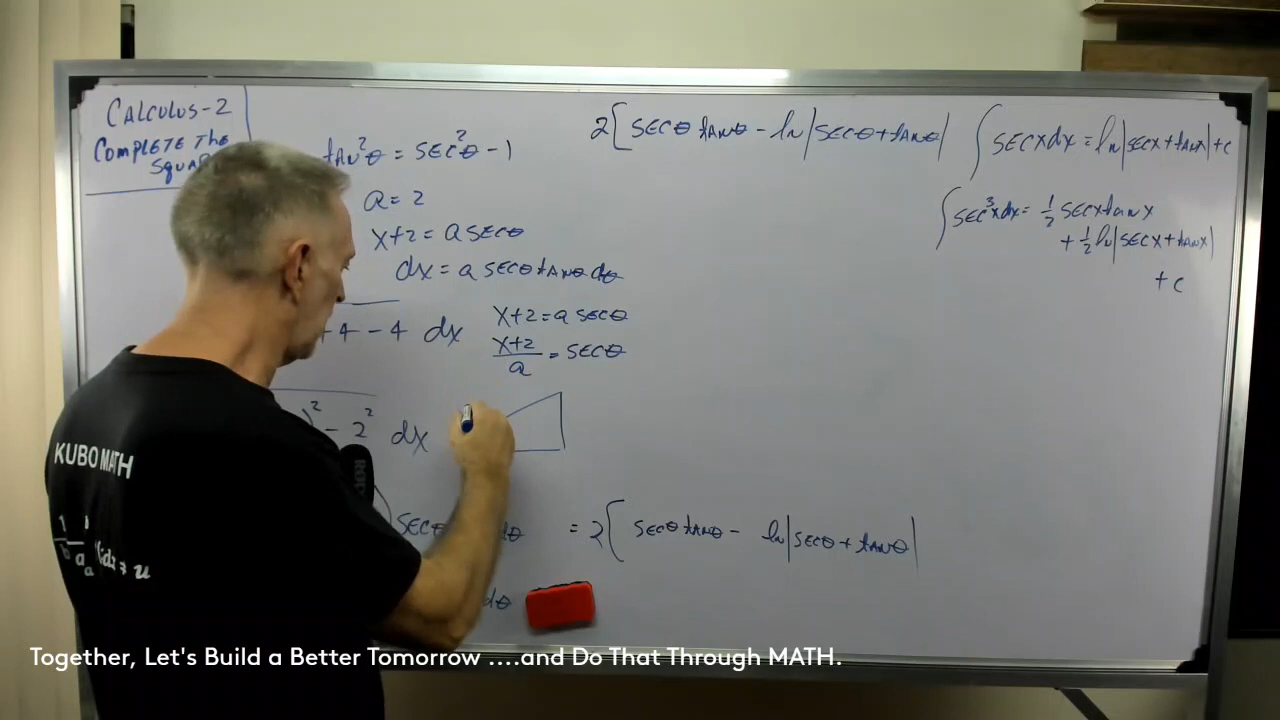 CALCULUS-2
COMPLETE THE
tan²θ = SEC²θ - 1
a = 2
x+2 = a SECθ
dx = a SECθ tanθ dθ
+4 - 4 dx
x+2 = a SECθ
x+2
a
= SECθ
)² - 2² dx
SECθ
dθ
= 2[ SECθ tanθ - ln|SECθ + tanθ|
dθ
2[ SECθ tanθ - ln|SECθ + tanθ|
∫ SECx dx = ln|SECx + tanx| + c
∫ SEC³x dx = ½ SECx tanx
+ ½ ln|SECx + tanx|
+ c
KUBO MATH
Together, Let's Build a Better Tomorrow ....and Do That Through MATH.